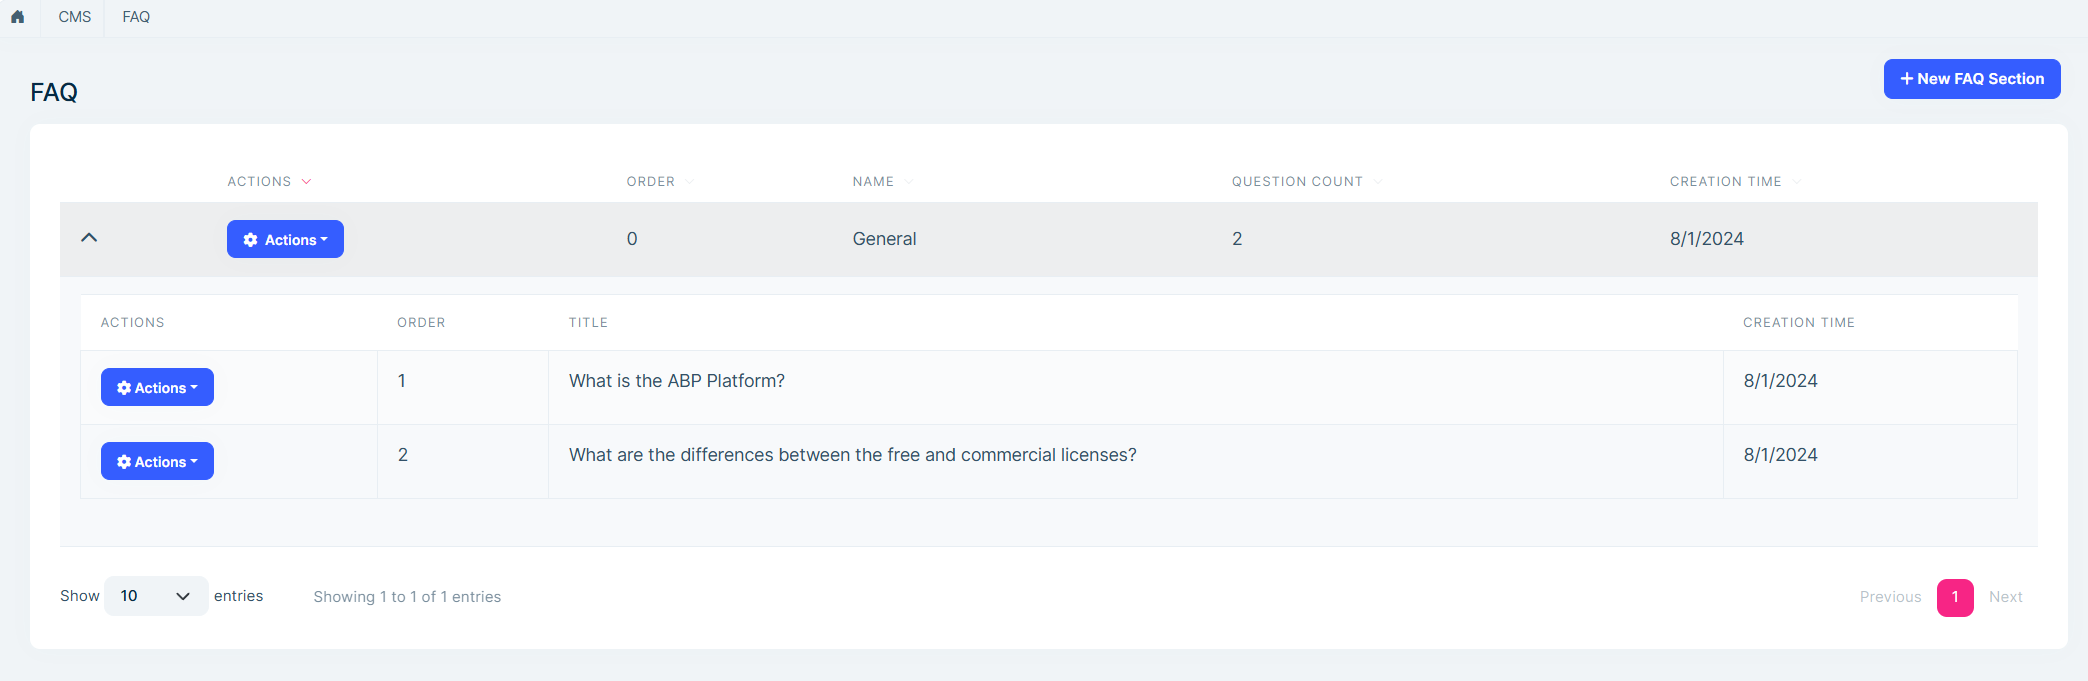 CMS FAQ
FAQ
New FAQ Section
ACTIONS ORDER NAME QUESTION COUNT CREATION TIME
Actions 0 General 2 8/1/2024
ACTIONS ORDER TITLE CREATION TIME
Actions 1 What is the ABP Platform? 8/1/2024
Actions 2 What are the differences between the free and commercial licenses? 8/1/2024
Show 10 entries Showing 1 to 1 of 1 entries Previous 1 Next